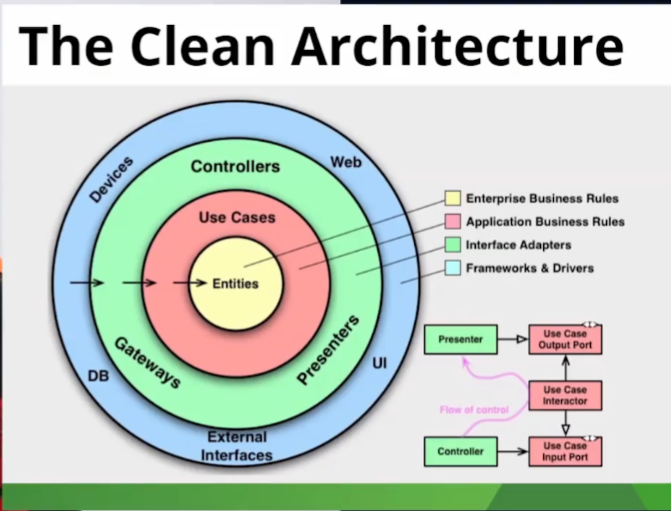 The Clean Architecture
Devices
Controllers
Web
Use Cases
Entities
Gateways
Presenters
DB
UI
External
Interfaces
Enterprise Business Rules
Application Business Rules
Interface Adapters
Frameworks & Drivers
Presenter
Use Case
Output Port
Use Case
Interactor
Flow of control
Controller
Use Case
Input Port